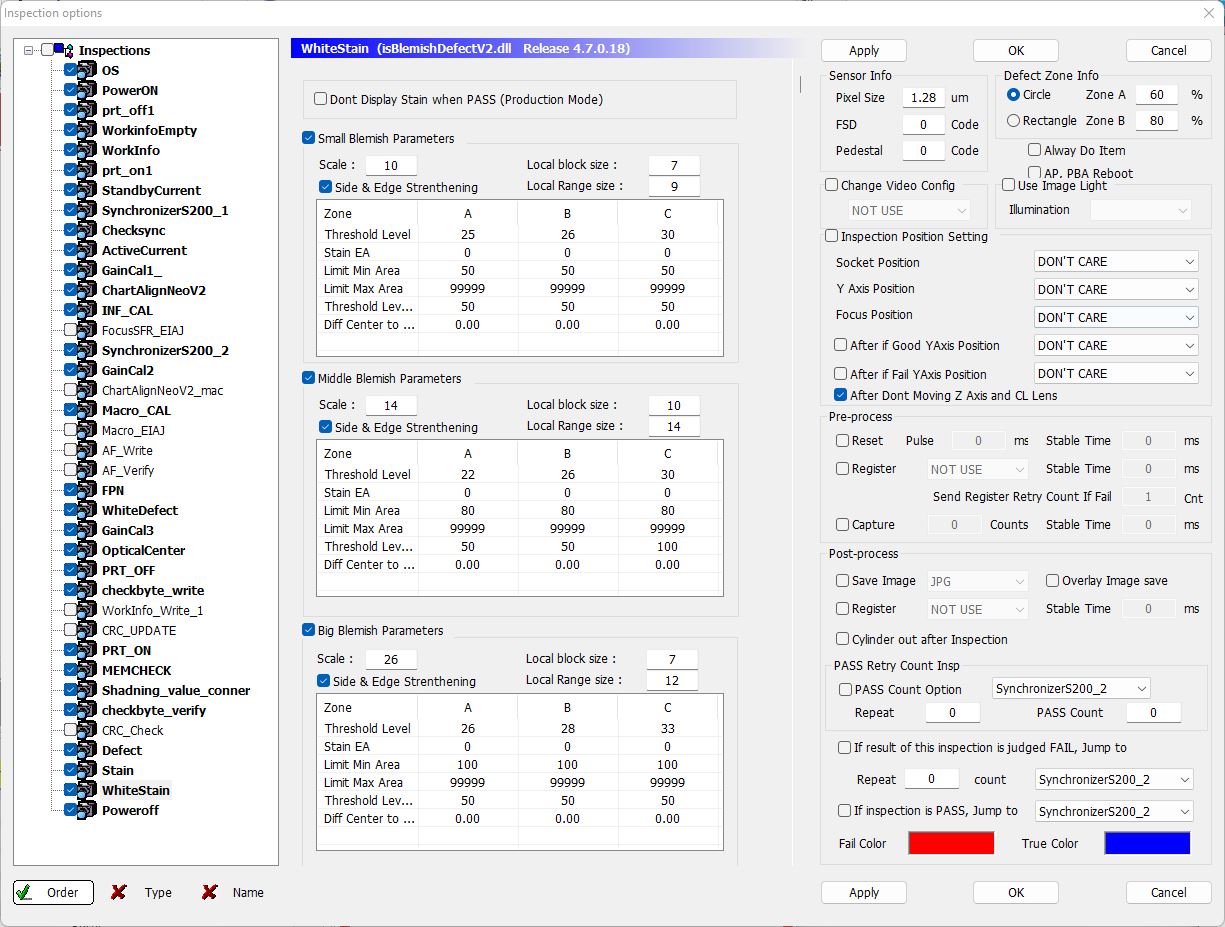 Inspection options
Inspections
OS
PowerON
prt_off1
WorkinfoEmpty
WorkInfo
prt_on1
StandbyCurrent
SynchronizerS200_1
Checksync
ActiveCurrent
GainCal1_
ChartAlignNeoV2
INF_CAL
FocusSFR_EIAJ
SynchronizerS200_2
GainCal2
ChartAlignNeoV2_mac
Macro_CAL
Macro_EIAJ
AF_Write
AF_Verify
FPN
WhiteDefect
GainCal3
OpticalCenter
PRT_OFF
checkbyte_write
WorkInfo_Write_1
CRC_UPDATE
PRT_ON
MEMCHECK
Shadning_value_conner
checkbyte_verify
CRC_Check
Defect
Stain
WhiteStain
Poweroff
Order Type Name
WhiteStain (isBlemishDefectV2.dll Release 4.7.0.18)
Dont Display Stain when PASS (Production Mode)
Small Blemish Parameters
Scale : 10 Local block size : 7
Side & Edge Strenthening Local Range size : 9
Zone A B C
Threshold Level 25 26 30
Stain EA 0 0 0
Limit Min Area 50 50 50
Limit Max Area 99999 99999 99999
Threshold Lev... 50 50 50
Diff Center to ... 0.00 0.00 0.00
Middle Blemish Parameters
Scale : 14 Local block size : 10
Side & Edge Strenthening Local Range size : 14
Zone A B C
Threshold Level 22 26 30
Stain EA 0 0 0
Limit Min Area 80 80 80
Limit Max Area 99999 99999 99999
Threshold Lev... 50 50 100
Diff Center to ... 0.00 0.00 0.00
Big Blemish Parameters
Scale : 26 Local block size : 7
Side & Edge Strenthening Local Range size : 12
Zone A B C
Threshold Level 26 28 33
Stain EA 0 0 0
Limit Min Area 100 100 100
Limit Max Area 99999 99999 99999
Threshold Lev... 50 50 50
Diff Center to ... 0.00 0.00 0.00
Apply OK Cancel
Sensor Info
Pixel Size 1.28 um
FSD 0 Code
Pedestal 0 Code
Defect Zone Info
Circle Zone A 60 %
Rectangle Zone B 80 %
Alway Do Item
AP. PBA Reboot
Change Video Config
NOT USE
Use Image Light
Illumination
Inspection Position Setting
Socket Position DON'T CARE
Y Axis Position DON'T CARE
Focus Position DON'T CARE
After if Good YAxis Position DON'T CARE
After if Fail YAxis Position DON'T CARE
After Dont Moving Z Axis and CL Lens
Pre-process
Reset Pulse 0 ms Stable Time 0 ms
Register NOT USE Stable Time 0 ms
Send Register Retry Count If Fail 1 Cnt
Capture 0 Counts Stable Time 0 ms
Post-process
Save Image JPG Overlay Image save
Register NOT USE Stable Time 0 ms
Cylinder out after Inspection
PASS Retry Count Insp
PASS Count Option SynchronizerS200_2
Repeat 0 PASS Count 0
If result of this inspection is judged FAIL, Jump to
Repeat 0 count SynchronizerS200_2
If inspection is PASS, Jump to SynchronizerS200_2
Fail Color True Color
Apply OK Cancel